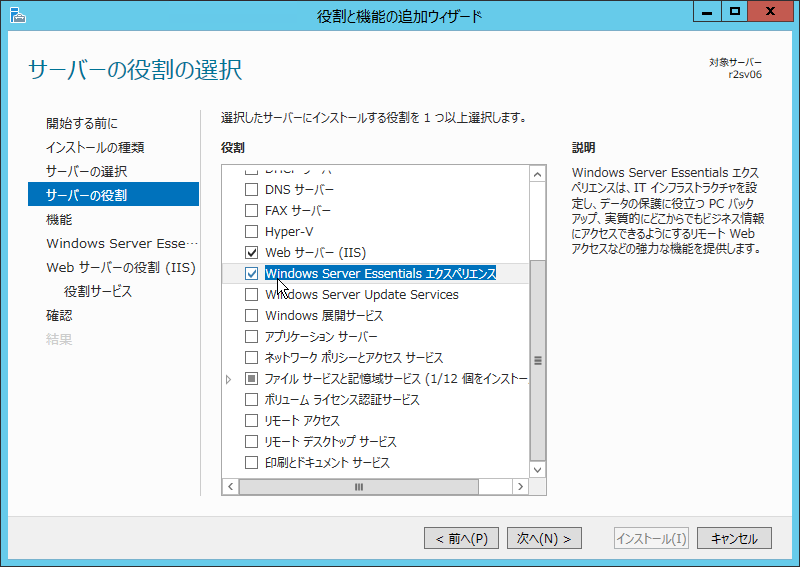 役割と機能の追加ウィザード
サーバーの役割の選択
対象サーバー
r2sv06
開始する前に
インストールの種類
サーバーの選択
サーバーの役割
機能
Windows Server Esse…
Web サーバーの役割 (IIS)
役割サービス
確認
結果
選択したサーバーにインストールする役割を 1 つ以上選択します。
役割
DHCP サーバー
DNS サーバー
FAX サーバー
Hyper-V
Web サーバー (IIS)
Windows Server Essentials エクスペリエンス
Windows Server Update Services
Windows 展開サービス
アプリケーション サーバー
ネットワーク ポリシーとアクセス サービス
ファイル サービスと記憶域サービス (1/12 個をインストー
ボリューム ライセンス認証サービス
リモート アクセス
リモート デスクトップ サービス
印刷とドキュメント サービス
説明
Windows Server Essentials エクス
ペリエンスは、IT インフラストラクチャを設
定し、データの保護に役立つ PC バック
アップ、実質的にどこからでもビジネス情報
にアクセスできるようにするリモート Web
アクセスなどの強力な機能を提供します。
< 前へ(P)
次へ(N) >
インストール(I)
キャンセル